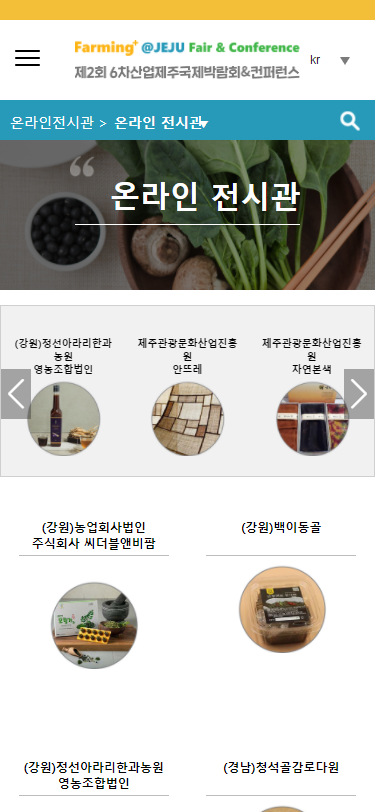 Farming+ @JEJU Fair & Conference
제2회 6차산업제주국제박람회&컨퍼런스
kr
온라인전시관 > 온라인 전시관
온라인 전시관
(강원)정선아라리한과
농원
영농조합법인
제주관광문화산업진흥
원
안뜨레
제주관광문화산업진흥
원
자연본색
(강원)농업회사법인
주식회사 씨더블앤비팜
(강원)백이동골
(강원)정선아라리한과농원
영농조합법인
(경남)청석골감로다원